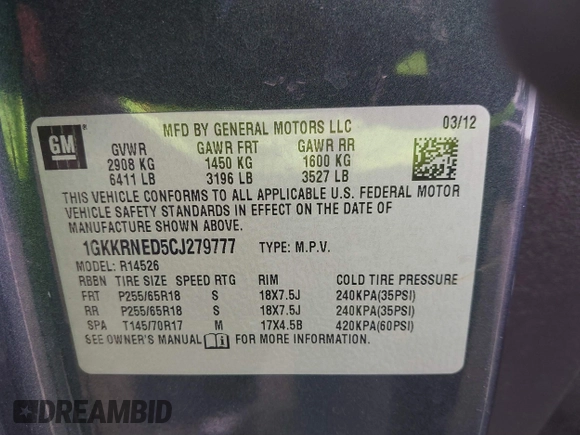 GM
MFD BY GENERAL MOTORS LLC 03/12
GVWR GAWR FRT GAWR RR
2908 KG 1450 KG 1600 KG
6411 LB 3196 LB 3527 LB
THIS VEHICLE CONFORMS TO ALL APPLICABLE U.S. FEDERAL MOTOR
VEHICLE SAFETY STANDARDS IN EFFECT ON THE DATE OF
MANUFACTURE SHOWN ABOVE.
1GKKRNED5CJ279777 TYPE: M.P.V.
MODEL: R14526
RBBN TIRE SIZE SPEED RTG RIM COLD TIRE PRESSURE
FRT P255/65R18 S 18X7.5J 240KPA(35PSI)
RR P255/65R18 S 18X7.5J 240KPA(35PSI)
SPA T145/70R17 M 17X4.5B 420KPA(60PSI)
SEE OWNER'S MANUAL FOR MORE INFORMATION.
DREAMBID